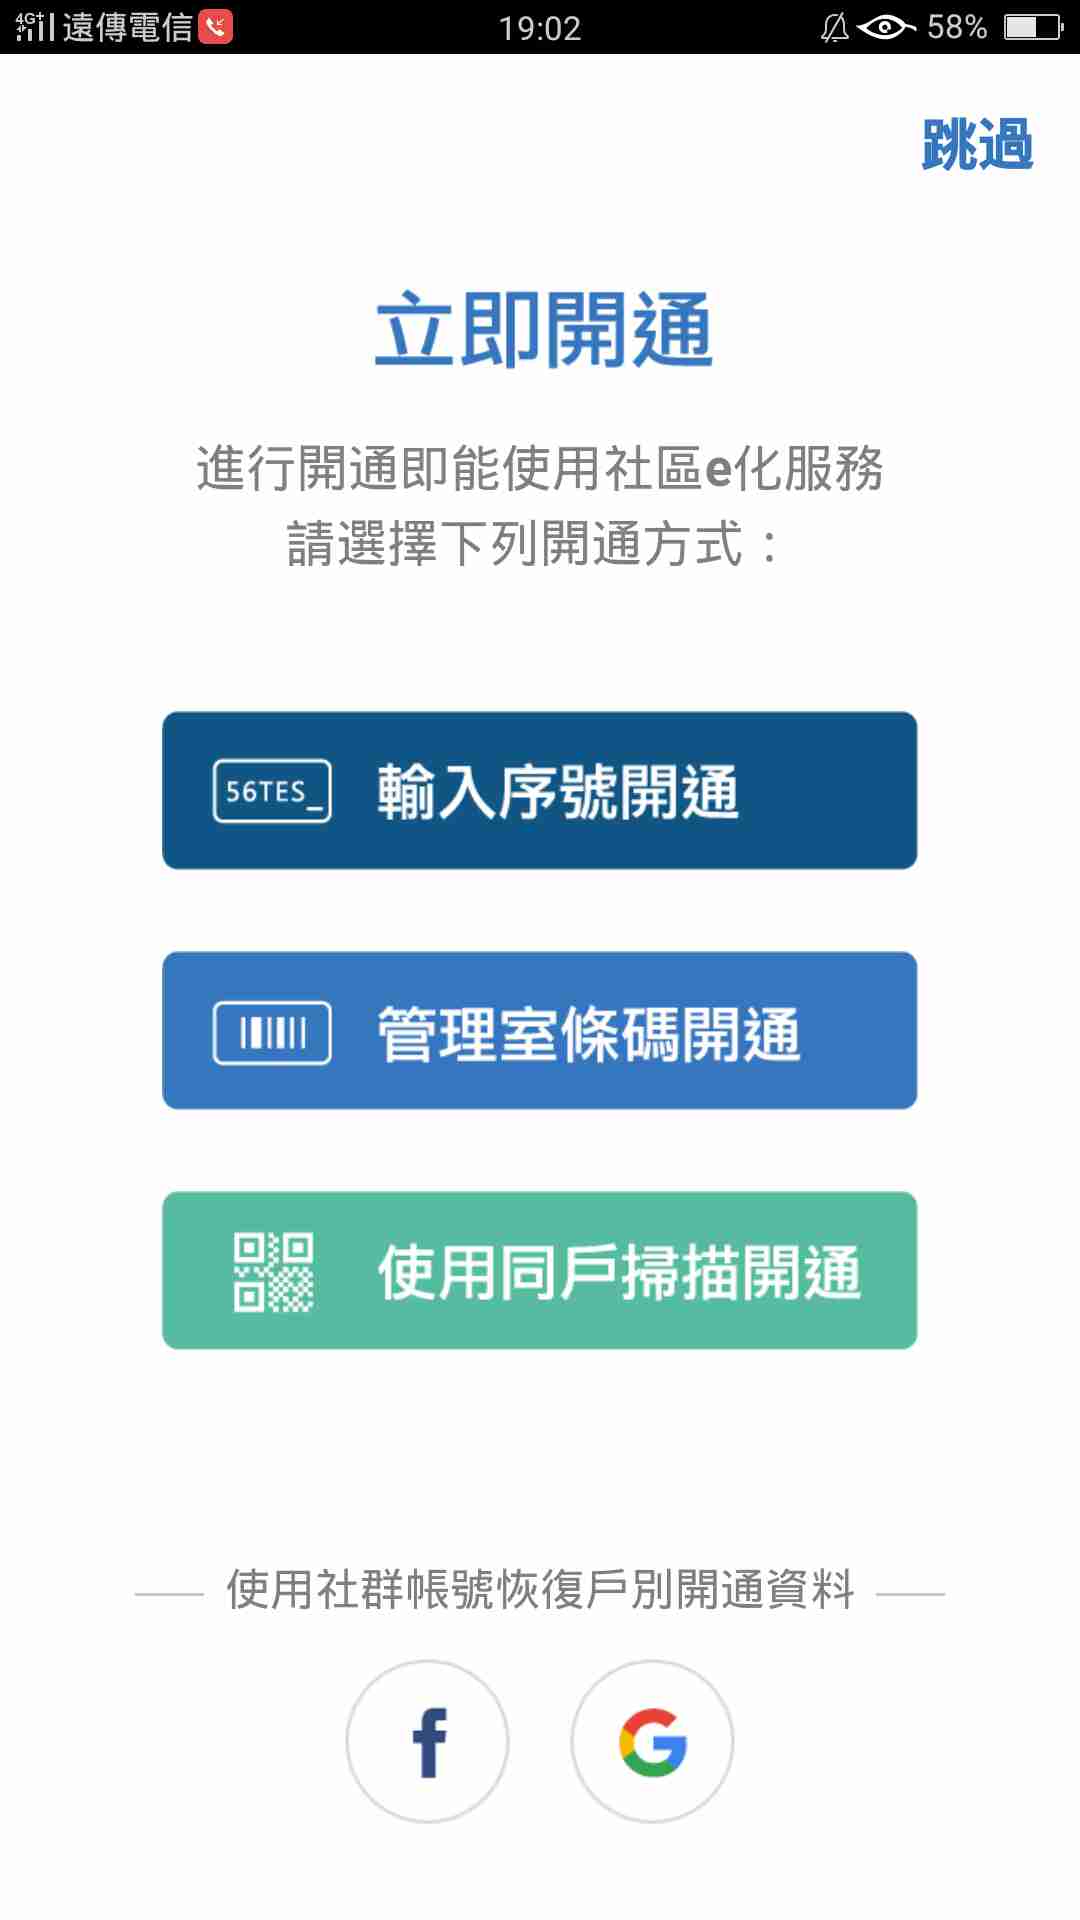 4G+ 遠傳電信 19:02 58%
跳過
立即開通
進行開通即能使用社區e化服務
請選擇下列開通方式：
56TES_ 輸入序號開通
管理室條碼開通
使用同戶掃描開通
使用社群帳號恢復戶別開通資料
f G